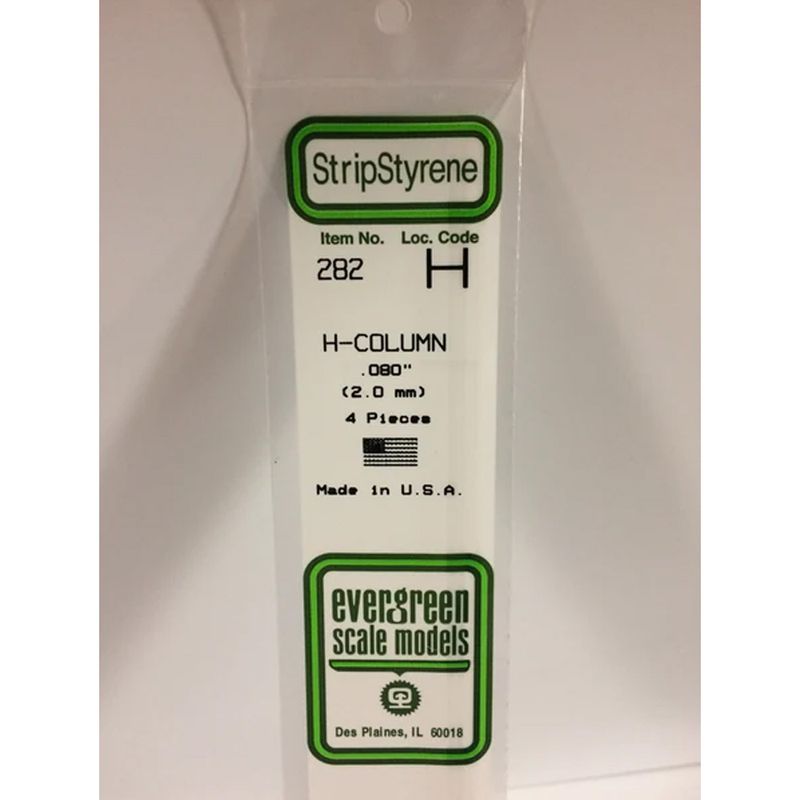 StripStyrene
Item No. Loc. Code
282 H
H-COLUMN
.080"
(2.0 mm)
4 Pieces
Made in U.S.A.
evergreen
scale models
Des Plaines, IL 60018